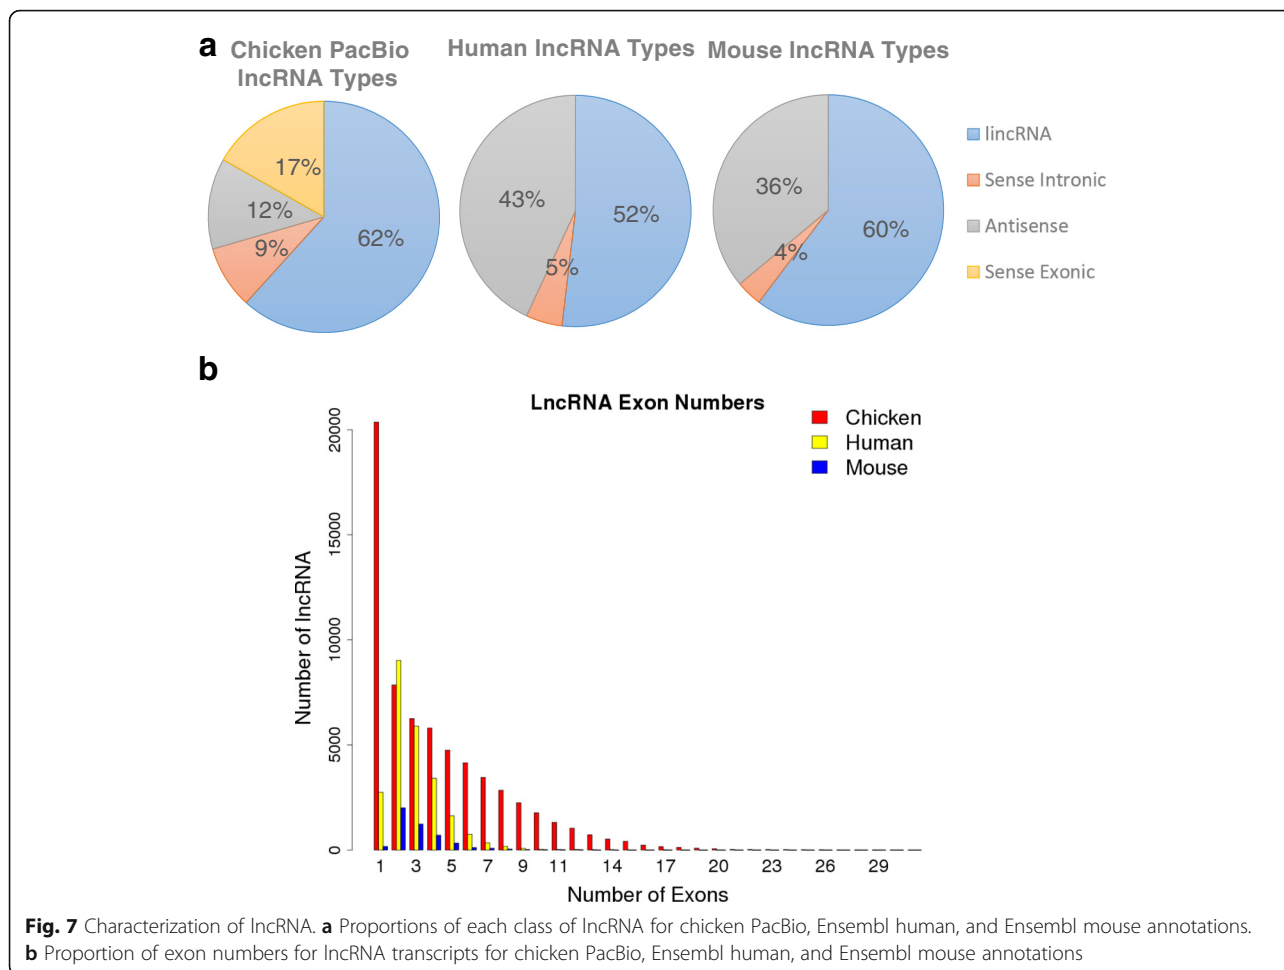 a
Chicken PacBio
lncRNA Types
Human lncRNA Types
Mouse lncRNA Types
17%
12%
9%
62%
43%
5%
52%
36%
4%
60%
lincRNA
Sense Intronic
Antisense
Sense Exonic
b
LncRNA Exon Numbers
Chicken
Human
Mouse
Number of lncRNA
20000
15000
10000
5000
0
1 3 5 7 9 11 14 17 20 23 26 29
Number of Exons
Fig. 7 Characterization of lncRNA. a Proportions of each class of lncRNA for chicken PacBio, Ensembl human, and Ensembl mouse annotations.
b Proportion of exon numbers for lncRNA transcripts for chicken PacBio, Ensembl human, and Ensembl mouse annotations